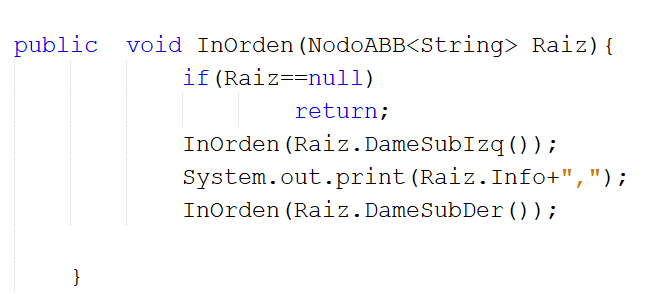 public  void InOrden(NodoABB<String> Raiz){
if(Raiz==null)
return;
InOrden(Raiz.DameSubIzq());
System.out.print(Raiz.Info+",");
InOrden(Raiz.DameSubDer());
}